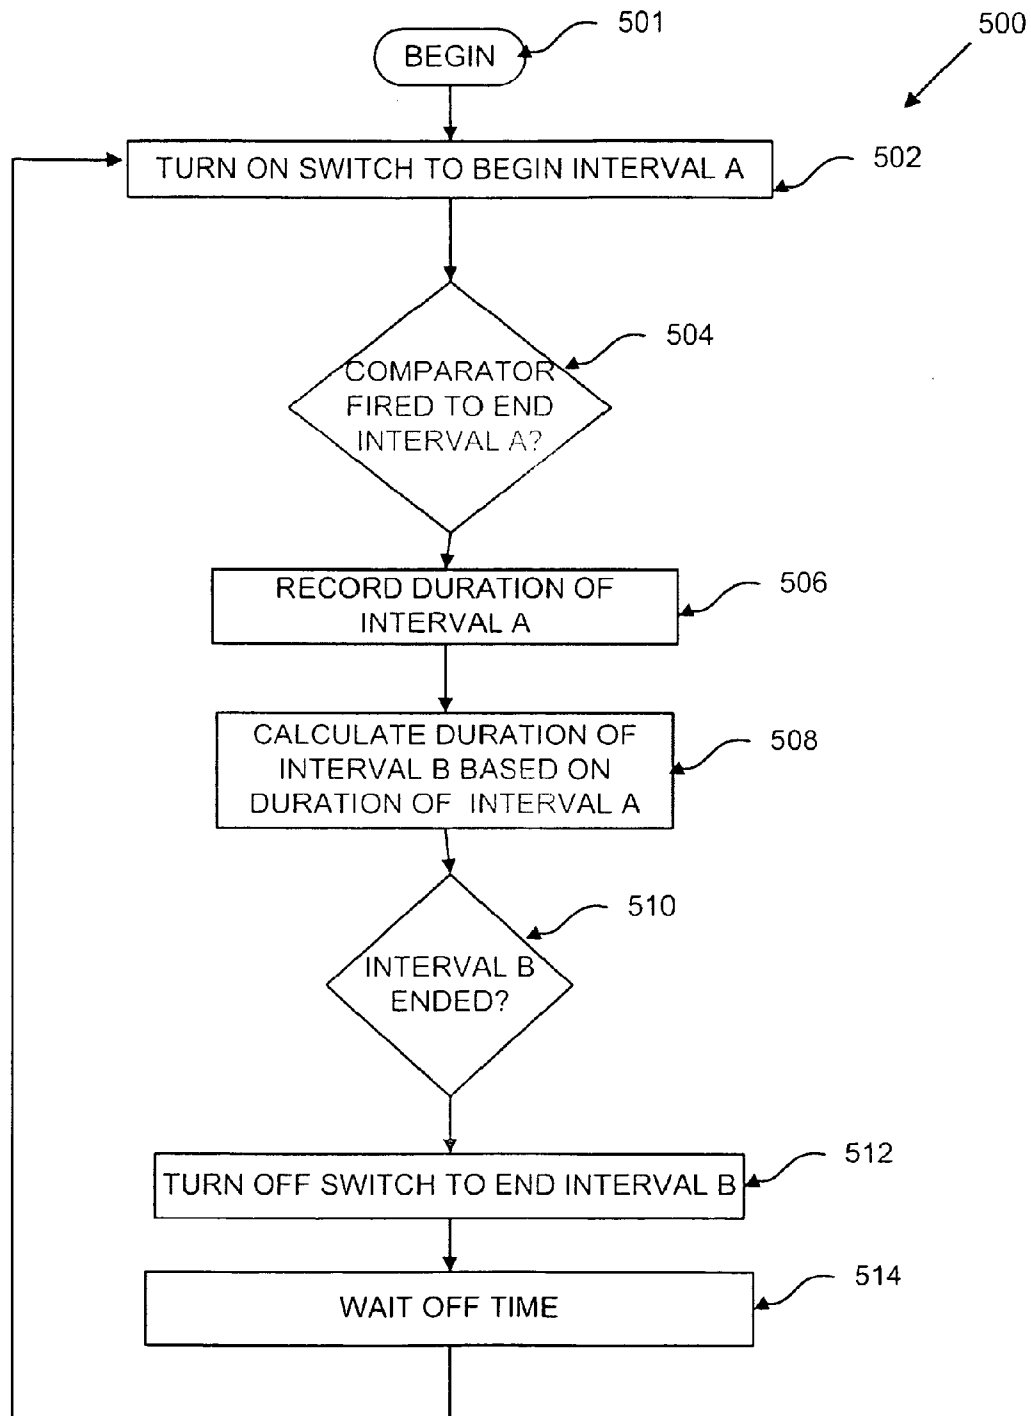 501
500
BEGIN
TURN ON SWITCH TO BEGIN INTERVAL A
502
504
COMPARATOR
FIRED TO END
INTERVAL A?
RECORD DURATION OF
INTERVAL A
506
CALCULATE DURATION OF
INTERVAL B BASED ON
DURATION OF INTERVAL A
508
510
INTERVAL B
ENDED?
512
TURN OFF SWITCH TO END INTERVAL B
514
WAIT OFF TIME